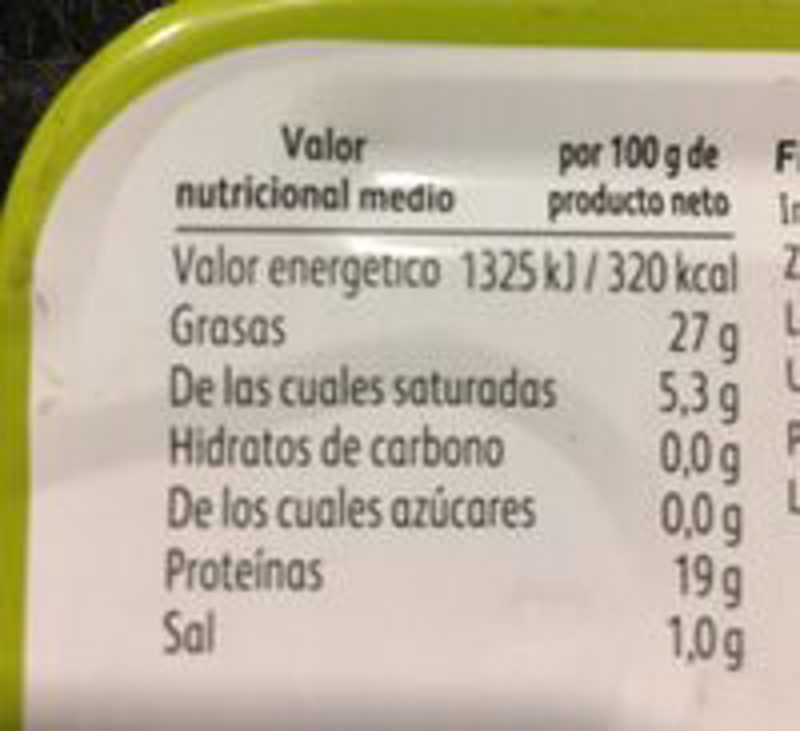 Valor
nutricional medio
por 100 g de
producto neto
Valor energetico 1325 kJ / 320 kcal
Grasas 27 g
De las cuales saturadas 5,3 g
Hidratos de carbono 0,0 g
De los cuales azúcares 0,0 g
Proteínas 19 g
Sal 1,0 g